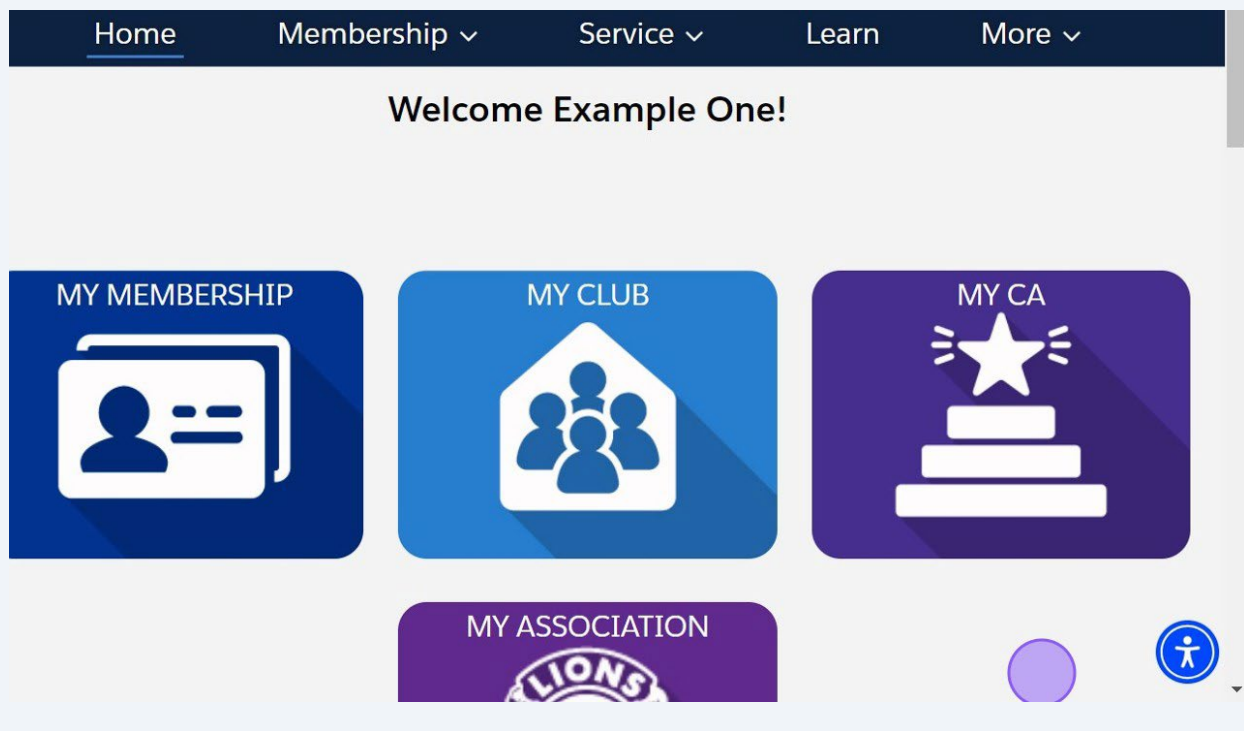 Home Membership Service Learn More
Welcome Example One!
MY MEMBERSHIP MY CLUB MY CA
MY ASSOCIATION
LIONS